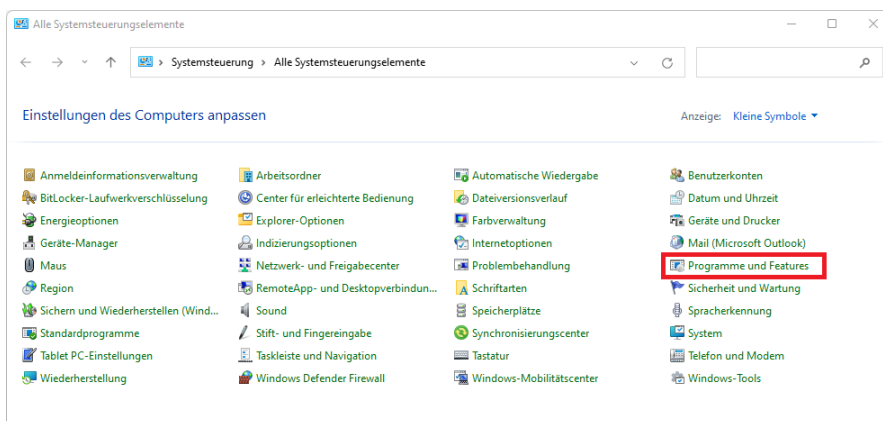 Alle Systemsteuerungselemente
Systemsteuerung > Alle Systemsteuerungselemente
Einstellungen des Computers anpassen
Anzeige: Kleine Symbole
Anmeldeinformationsverwaltung Arbeitsordner Automatische Wiedergabe Benutzerkonten
BitLocker-Laufwerkverschlüsselung Center für erleichterte Bedienung Dateiversionsverlauf Datum und Uhrzeit
Energieoptionen Explorer-Optionen Farbverwaltung Geräte und Drucker
Geräte-Manager Indizierungsoptionen Internetoptionen Mail (Microsoft Outlook)
Maus Netzwerk- und Freigabecenter Problembehandlung Programme und Features
Region RemoteApp- und Desktopverbindun... Schriftarten Sicherheit und Wartung
Sichern und Wiederherstellen (Wind... Sound Speicherplätze Spracherkennung
Standardprogramme Stift- und Fingereingabe Synchronisierungscenter System
Tablet PC-Einstellungen Taskleiste und Navigation Tastatur Telefon und Modem
Wiederherstellung Windows Defender Firewall Windows-Mobilitätscenter Windows-Tools